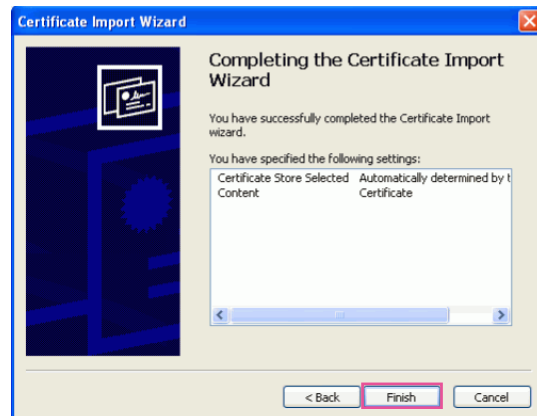 Certificate Import Wizard
Completing the Certificate Import
Wizard
You have successfully completed the Certificate Import
wizard.
You have specified the following settings:
Certificate Store Selected Automatically determined by t
Content Certificate
< Back Finish Cancel